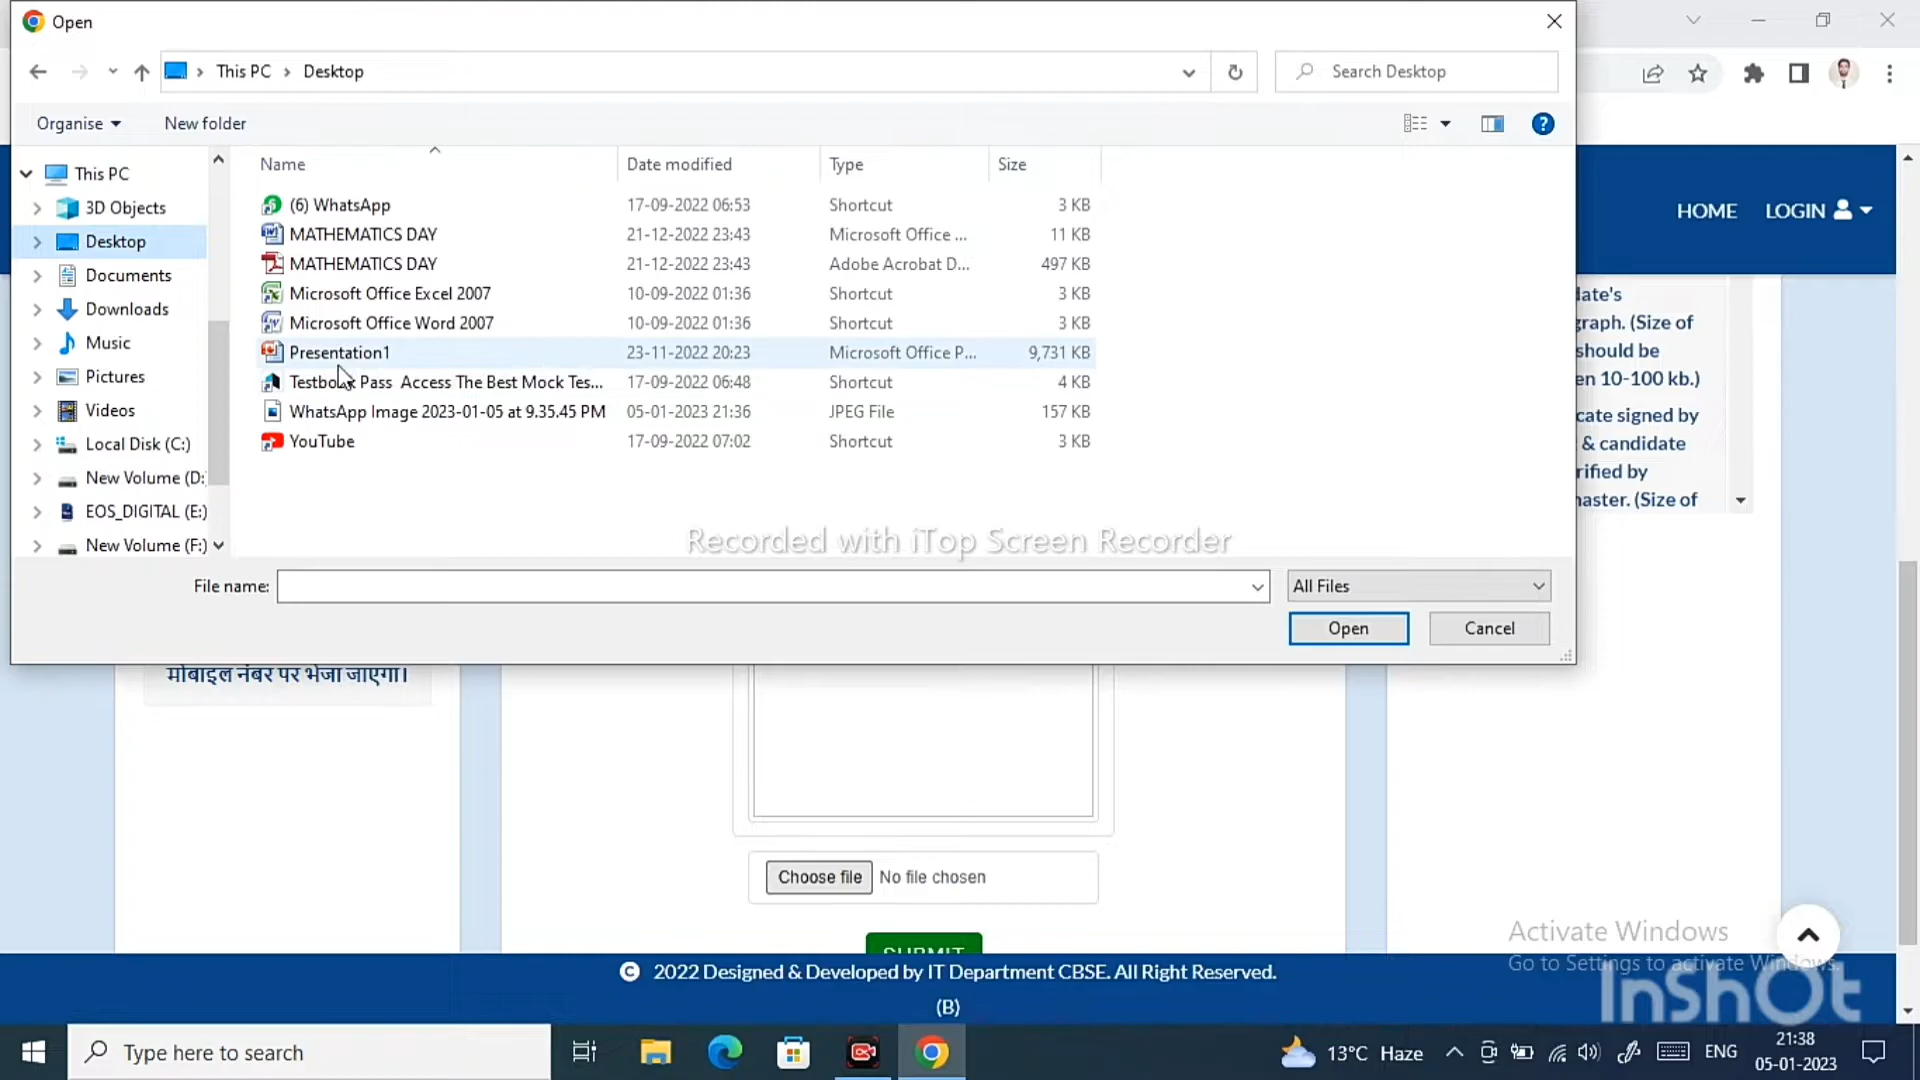 Open
This PC > Desktop
Search Desktop
Organise
New folder
Name
Date modified
Type
Size
This PC
3D Objects
Desktop
Documents
Downloads
Music
Pictures
Videos
Local Disk (C:)
New Volume (D:
EOS_DIGITAL (E:)
New Volume (F:)
(6) WhatsApp 17-09-2022 06:53 Shortcut 3 KB
MATHEMATICS DAY 21-12-2022 23:43 Microsoft Office ... 11 KB
MATHEMATICS DAY 21-12-2022 23:43 Adobe Acrobat D... 497 KB
Microsoft Office Excel 2007 10-09-2022 01:36 Shortcut 3 KB
Microsoft Office Word 2007 10-09-2022 01:36 Shortcut 3 KB
Presentation1 23-11-2022 20:23 Microsoft Office P... 9,731 KB
Testbook Pass Access The Best Mock Tes... 17-09-2022 06:48 Shortcut 4 KB
WhatsApp Image 2023-01-05 at 9.35.45 PM 05-01-2023 21:36 JPEG File 157 KB
YouTube 17-09-2022 07:02 Shortcut 3 KB
Recorded with iTop Screen Recorder
File name:
All Files
Open
Cancel
HOME
LOGIN
date's
graph. (Size of
should be
en 10-100 kb.)
cate signed by
& candidate
rified by
master. (Size of
मोबाइल नंबर पर भेजा जाएगा।
Choose file No file chosen
SUBMIT
© 2022 Designed & Developed by IT Department CBSE. All Right Reserved.
(B)
Activate Windows
Go to Settings to activate Windows.
InShOt
Type here to search
13°C Haze
ENG
21:38
05-01-2023